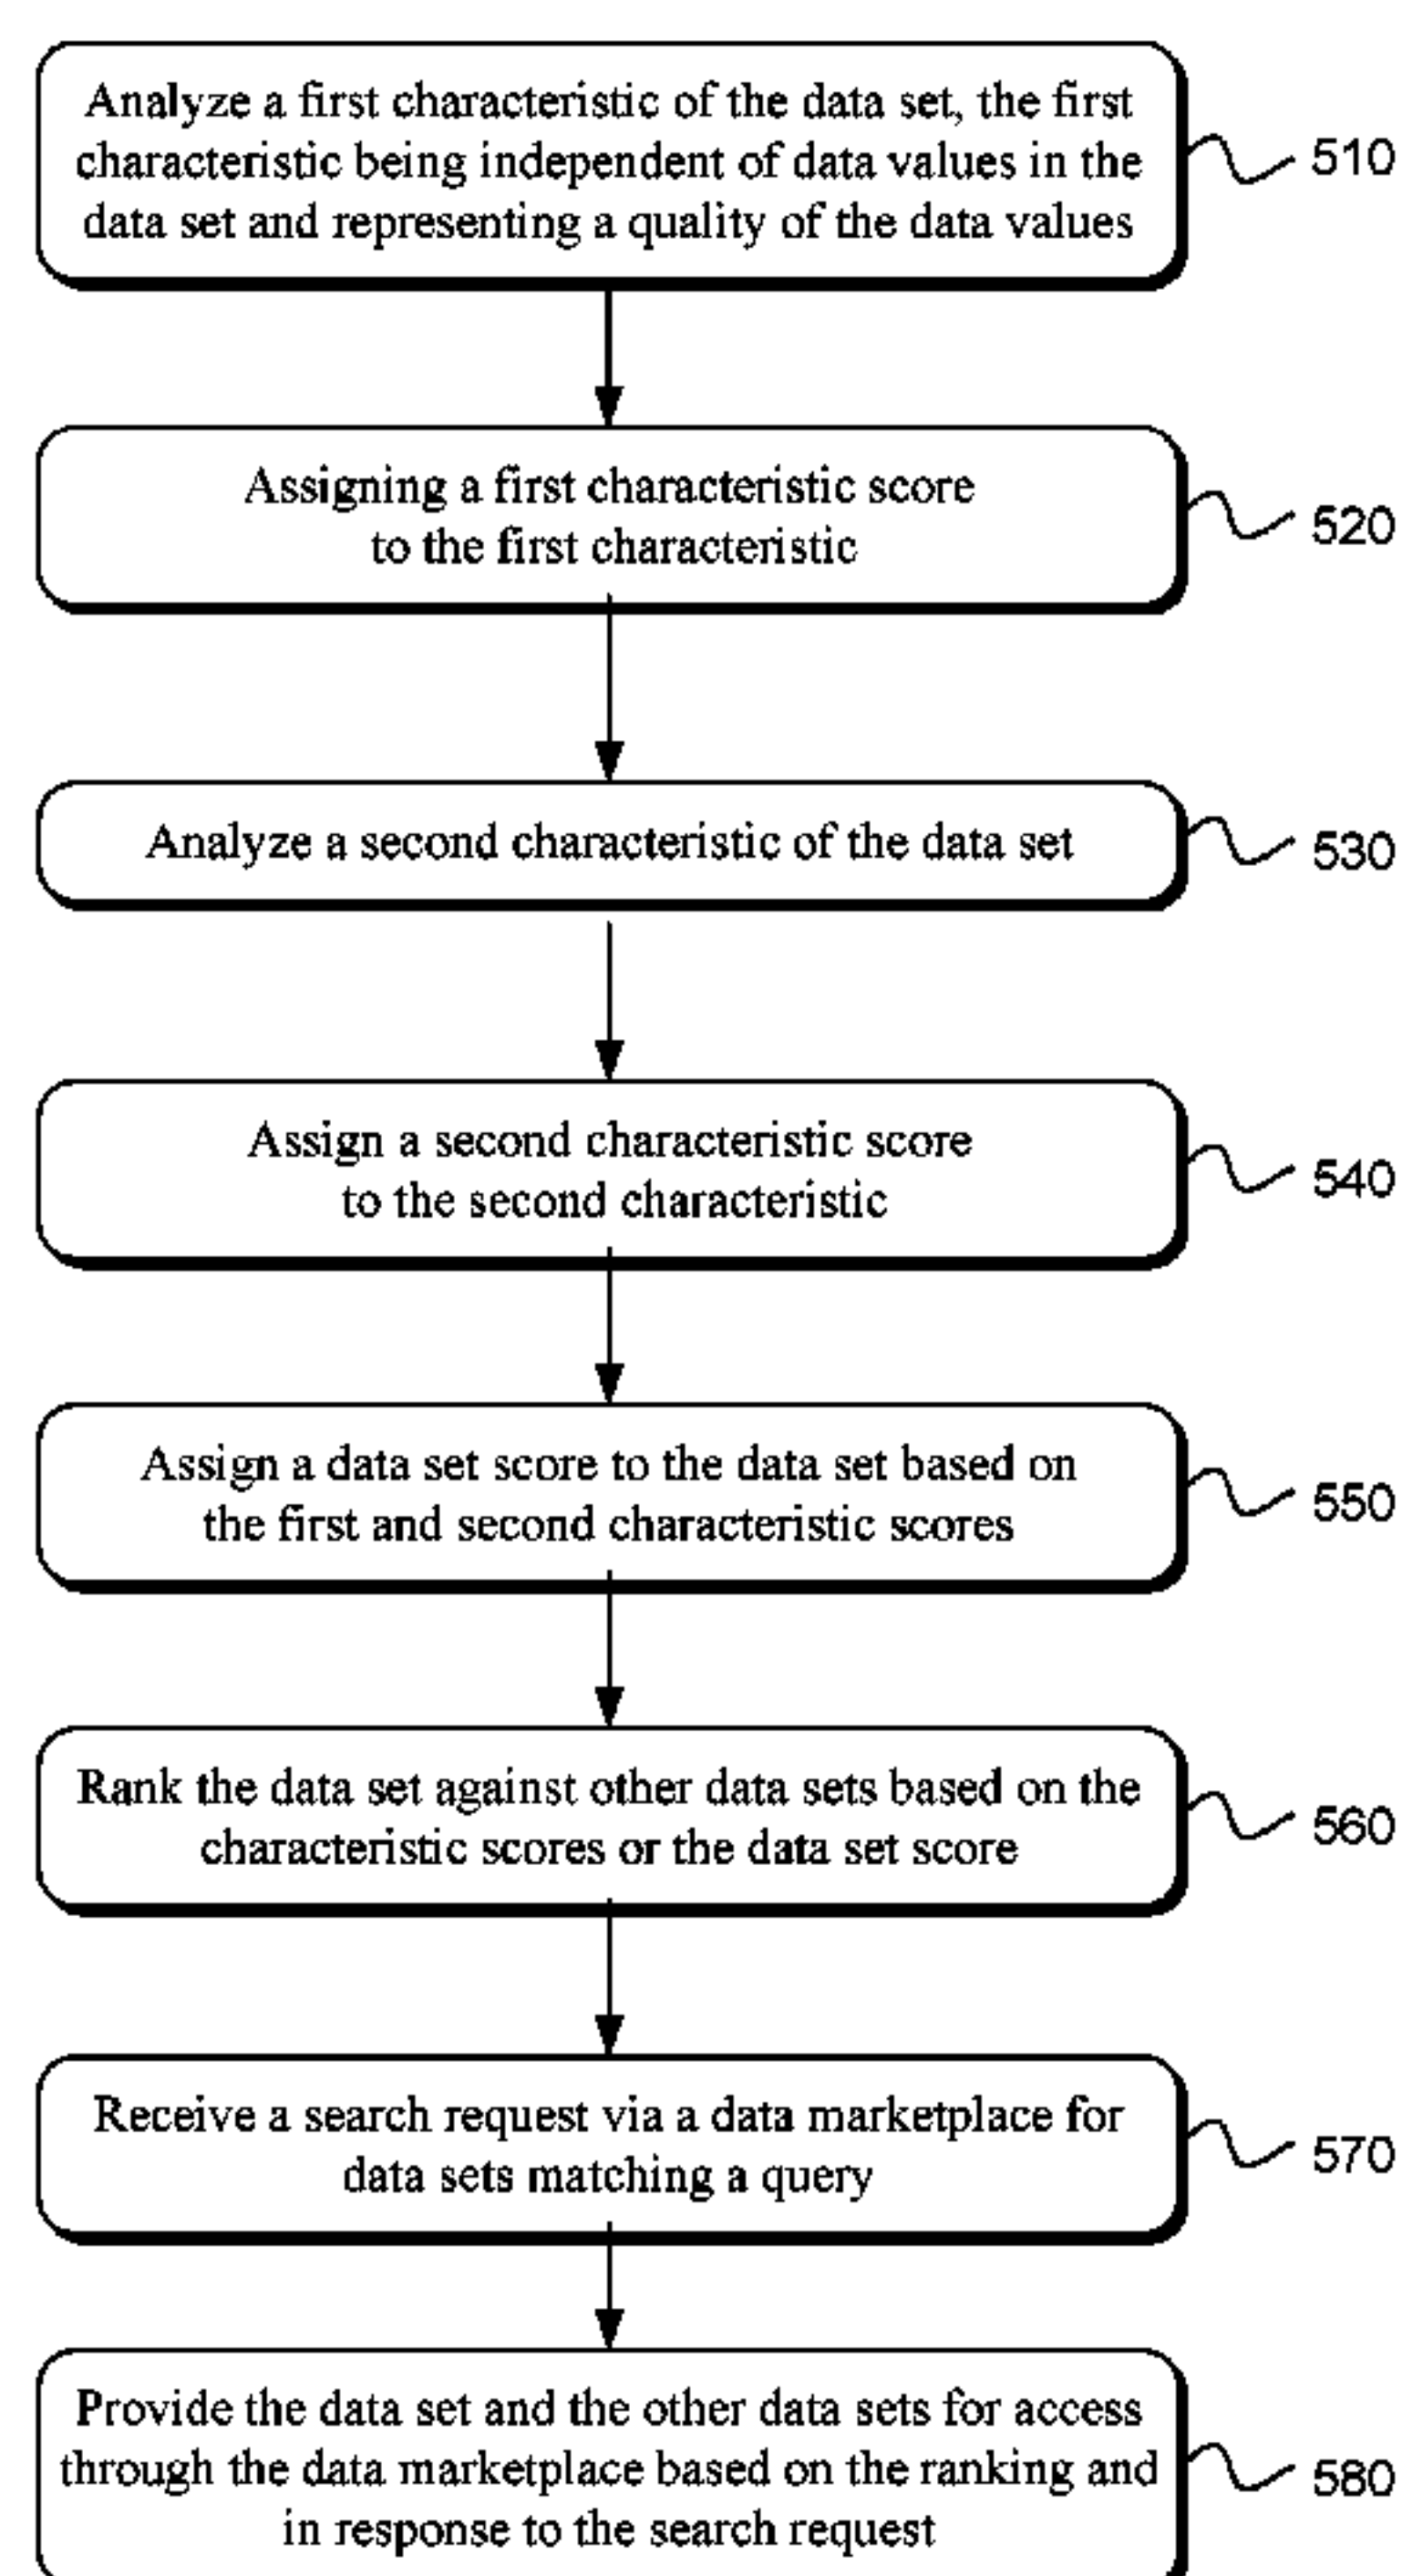 Analyze a first characteristic of the data set, the first
characteristic being independent of data values in the
data set and representing a quality of the data values
510
Assigning a first characteristic score
to the first characteristic
520
Analyze a second characteristic of the data set
530
Assign a second characteristic score
to the second characteristic
540
Assign a data set score to the data set based on
the first and second characteristic scores
550
Rank the data set against other data sets based on the
characteristic scores or the data set score
560
Receive a search request via a data marketplace for
data sets matching a query
570
Provide the data set and the other data sets for access
through the data marketplace based on the ranking and
in response to the search request
580